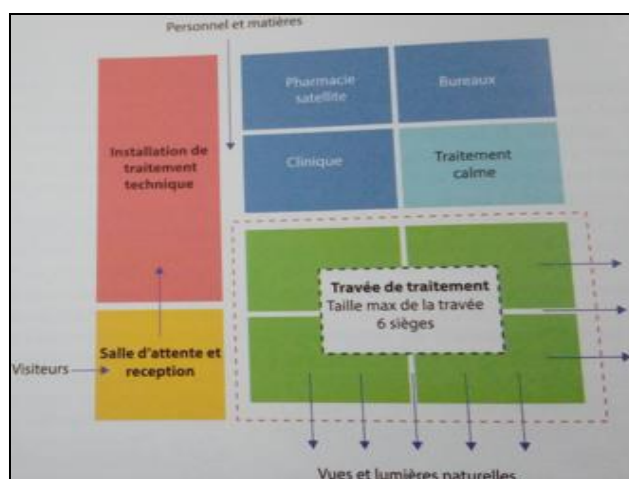 Personnel et matières
Pharmacie
satellite
Bureaux
Installation de
traitement
technique
Clinique
Traitement
calme
Travée de traitement
Taille max de la travée
6 sièges
Salle d'attente et
reception
Visiteurs
Vues et lumières naturelles